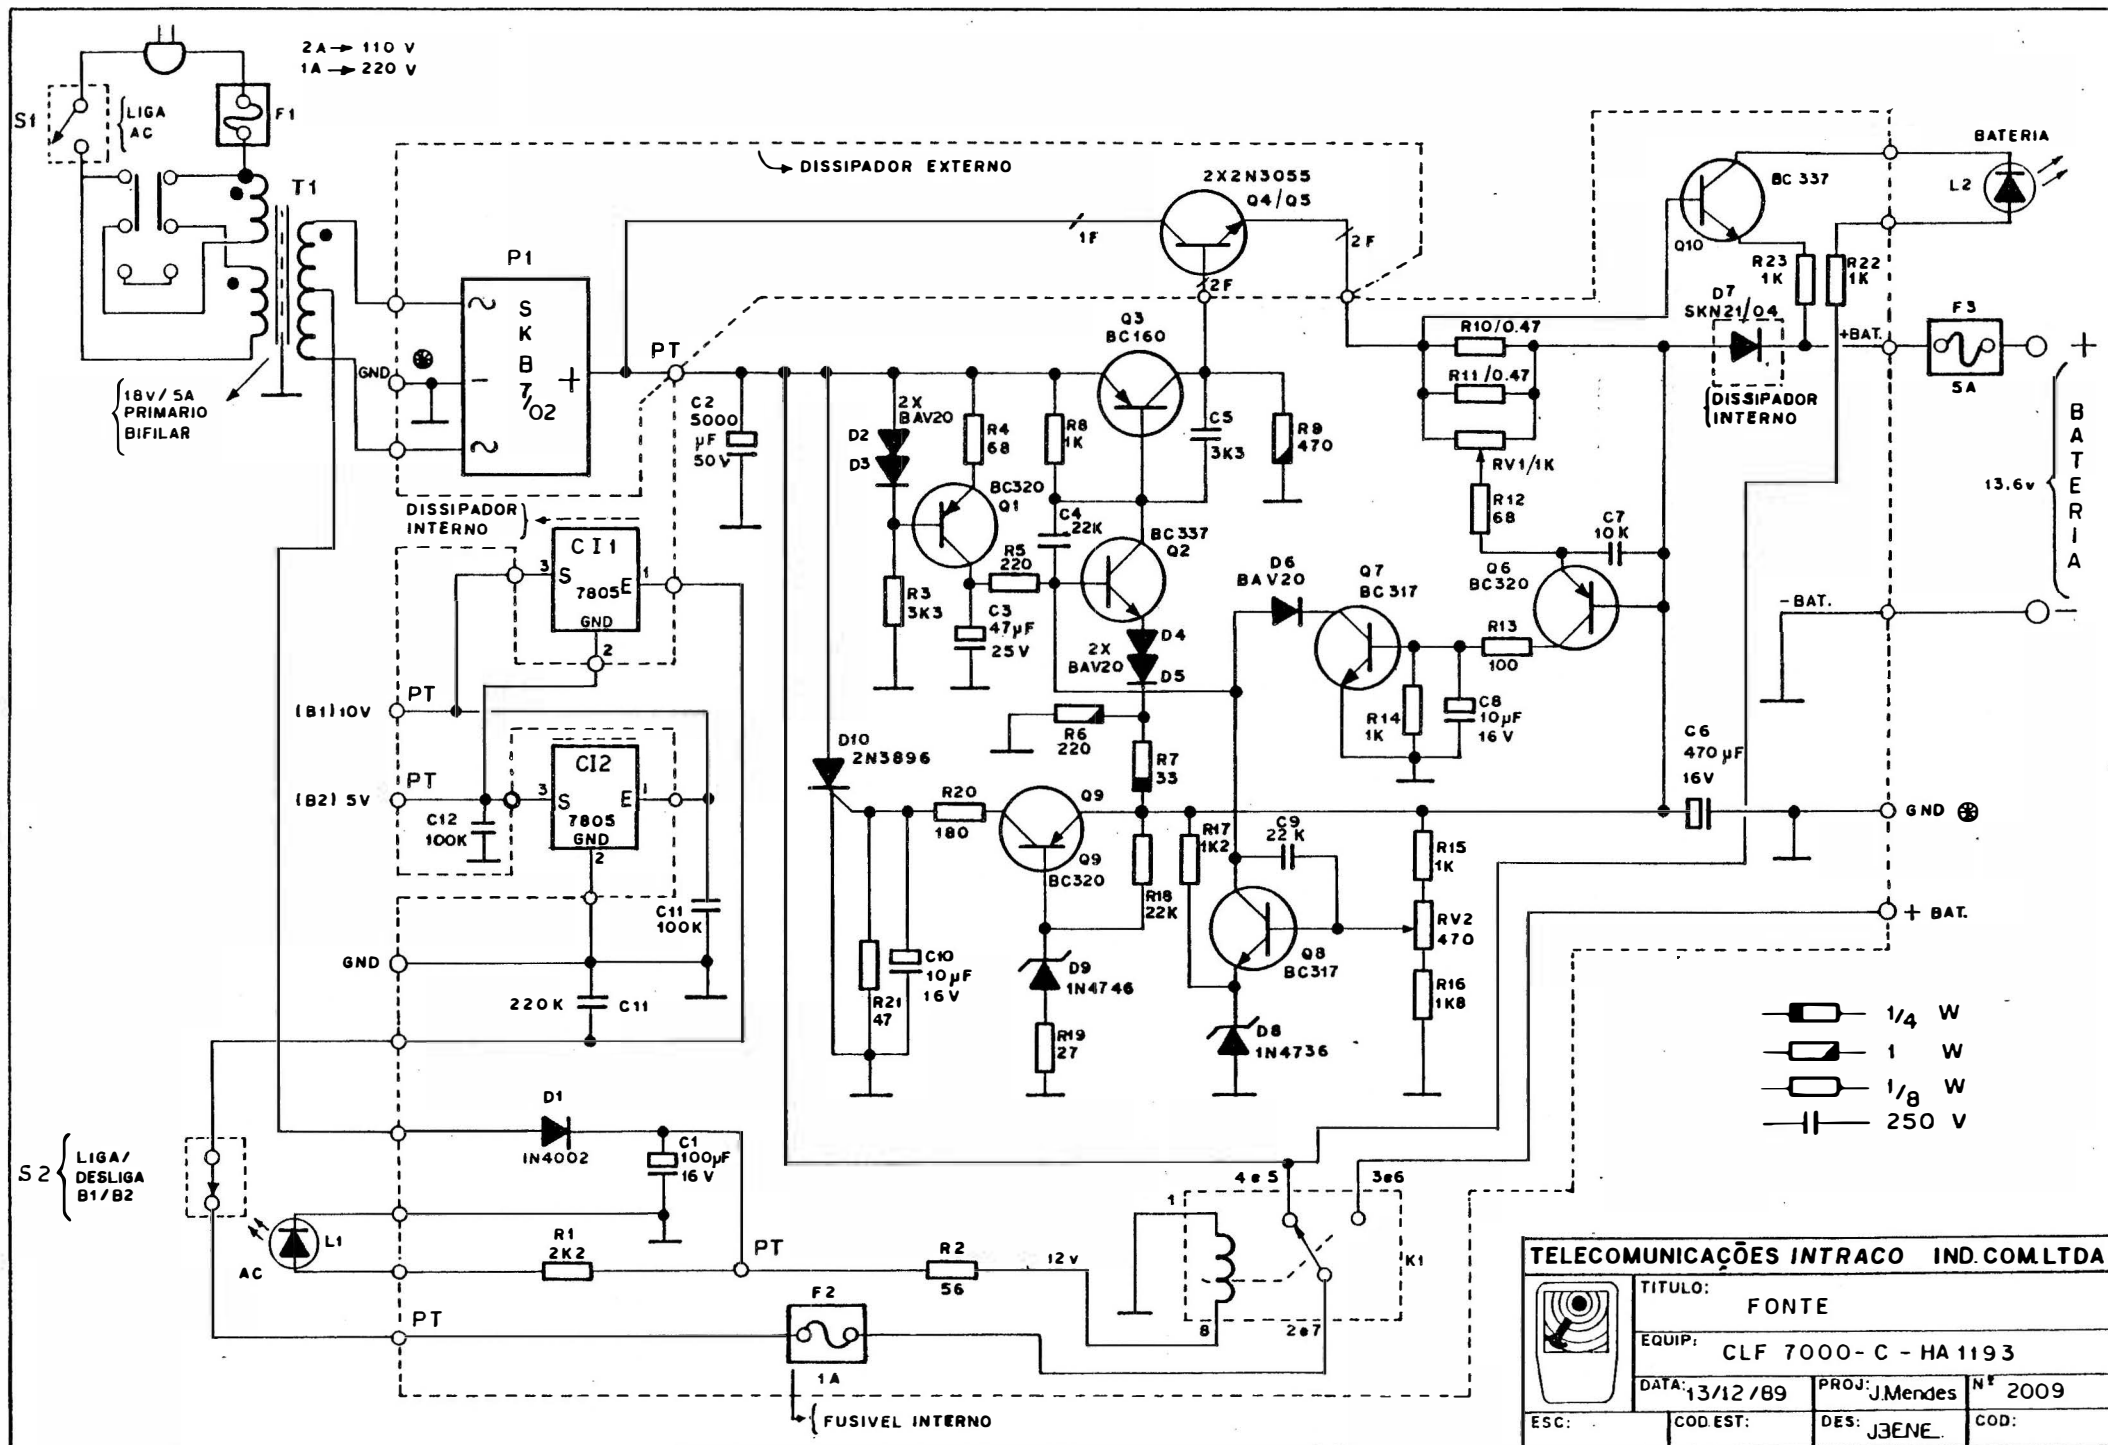 2A→ 110 V
1A→ 220 V
S1
LIGA
AC
F1
T1
18V/ 5A
PRIMARIO
BIFILAR
DISSIPADOR EXTERNO
2X2N3055
Q4/Q5
1F
2F
2F
P1
S
K
B
7/02
~
~
-
+
GND
PT
DISSIPADOR
INTERNO
C2
5000
µF
50V
2X
BAV20
D2
D3
R4
68
R8
1K
Q3
BC160
C5
3K3
R9
470
BC320
Q1
C4
22K
BC337
Q2
R5
220
R3
3K3
C3
47µF
25V
D4
2X
BAV20
D5
R6
220
R7
33
BC 337
Q10
BATERIA
L2
R23
1K
R22
1K
D7
SKN21/04
+BAT.
F3
5A
+
DISSIPADOR
INTERNO
R10/0.47
R11/0.47
RV1/1K
R12
68
C7
10K
Q6
BC320
D6
BAV20
Q7
BC317
R13
100
R14
1K
C8
10µF
16V
C6
470µF
16V
13.6v
BATERIA
-BAT.
-
GND
+ BAT.
CI1
3
S
7805
E
1
GND
2
PT
(B1)10V
CI2
3
S
7805
E
1
GND
2
PT
(B2) 5V
C12
100K
C11
100K
GND
220K
C11
D10
2N3896
R20
180
Q9
Q9
BC320
R18
22K
R17
1K2
C9
22K
R15
1K
RV2
470
R16
1K8
Q8
BC317
D8
1N4736
D9
1N4746
R19
27
R21
47
C10
10µF
16V
1/4 W
1 W
1/8 W
250 V
D1
1N4002
C1
100µF
16V
S2
LIGA/
DESLIGA
B1/B2
L1
AC
R1
2K2
PT
R2
56
12v
PT
F2
1A
FUSIVEL INTERNO
4e5
3e6
1
8
2e7
K1
TELECOMUNICAÇÕES INTRACO IND.COM.LTDA
TITULO:
FONTE
EQUIP:
CLF 7000-C-HA1193
DATA: 13/12/89
PROJ: J.Mendes
Nº 2009
ESC:
COD.EST:
DES: JBENE.
COD: